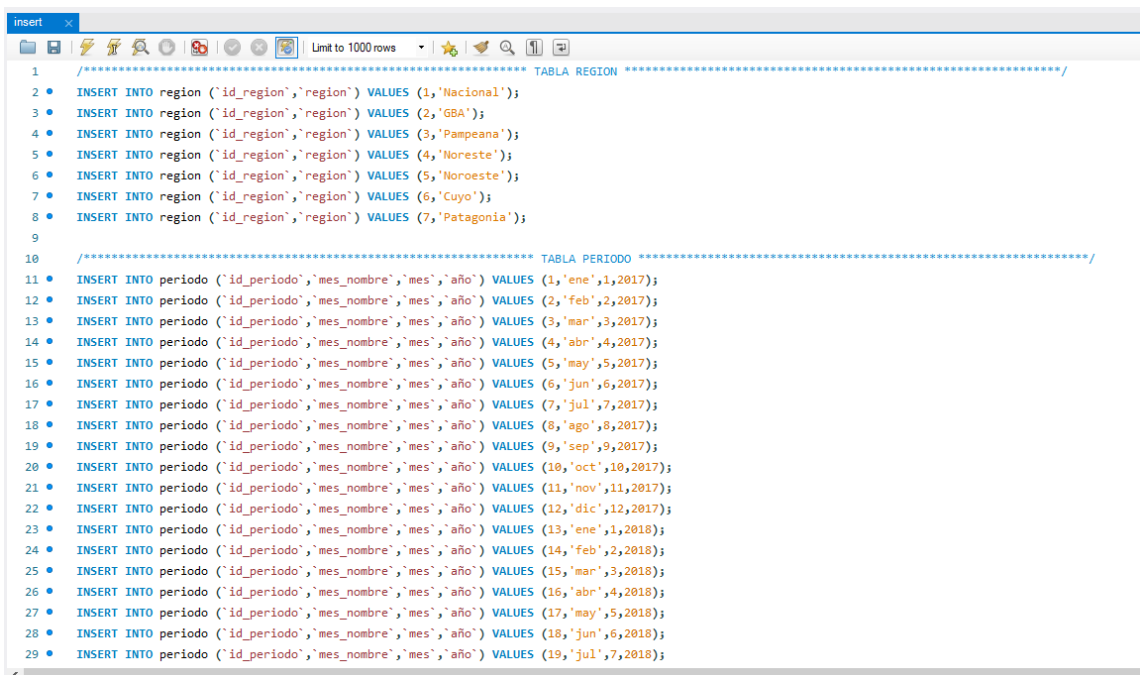 insert ×
Limit to 1000 rows
1 /**************************************************************** TABLA REGION ***************************************************************/
2 INSERT INTO region (`id_region`,`region`) VALUES (1,'Nacional');
3 INSERT INTO region (`id_region`,`region`) VALUES (2,'GBA');
4 INSERT INTO region (`id_region`,`region`) VALUES (3,'Pampeana');
5 INSERT INTO region (`id_region`,`region`) VALUES (4,'Noreste');
6 INSERT INTO region (`id_region`,`region`) VALUES (5,'Noroeste');
7 INSERT INTO region (`id_region`,`region`) VALUES (6,'Cuyo');
8 INSERT INTO region (`id_region`,`region`) VALUES (7,'Patagonia');
9
10 /***************************************************************** TABLA PERIODO *****************************************************************/
11 INSERT INTO periodo (`id_periodo`,`mes_nombre`,`mes`,`año`) VALUES (1,'ene',1,2017);
12 INSERT INTO periodo (`id_periodo`,`mes_nombre`,`mes`,`año`) VALUES (2,'feb',2,2017);
13 INSERT INTO periodo (`id_periodo`,`mes_nombre`,`mes`,`año`) VALUES (3,'mar',3,2017);
14 INSERT INTO periodo (`id_periodo`,`mes_nombre`,`mes`,`año`) VALUES (4,'abr',4,2017);
15 INSERT INTO periodo (`id_periodo`,`mes_nombre`,`mes`,`año`) VALUES (5,'may',5,2017);
16 INSERT INTO periodo (`id_periodo`,`mes_nombre`,`mes`,`año`) VALUES (6,'jun',6,2017);
17 INSERT INTO periodo (`id_periodo`,`mes_nombre`,`mes`,`año`) VALUES (7,'jul',7,2017);
18 INSERT INTO periodo (`id_periodo`,`mes_nombre`,`mes`,`año`) VALUES (8,'ago',8,2017);
19 INSERT INTO periodo (`id_periodo`,`mes_nombre`,`mes`,`año`) VALUES (9,'sep',9,2017);
20 INSERT INTO periodo (`id_periodo`,`mes_nombre`,`mes`,`año`) VALUES (10,'oct',10,2017);
21 INSERT INTO periodo (`id_periodo`,`mes_nombre`,`mes`,`año`) VALUES (11,'nov',11,2017);
22 INSERT INTO periodo (`id_periodo`,`mes_nombre`,`mes`,`año`) VALUES (12,'dic',12,2017);
23 INSERT INTO periodo (`id_periodo`,`mes_nombre`,`mes`,`año`) VALUES (13,'ene',1,2018);
24 INSERT INTO periodo (`id_periodo`,`mes_nombre`,`mes`,`año`) VALUES (14,'feb',2,2018);
25 INSERT INTO periodo (`id_periodo`,`mes_nombre`,`mes`,`año`) VALUES (15,'mar',3,2018);
26 INSERT INTO periodo (`id_periodo`,`mes_nombre`,`mes`,`año`) VALUES (16,'abr',4,2018);
27 INSERT INTO periodo (`id_periodo`,`mes_nombre`,`mes`,`año`) VALUES (17,'may',5,2018);
28 INSERT INTO periodo (`id_periodo`,`mes_nombre`,`mes`,`año`) VALUES (18,'jun',6,2018);
29 INSERT INTO periodo (`id_periodo`,`mes_nombre`,`mes`,`año`) VALUES (19,'jul',7,2018);